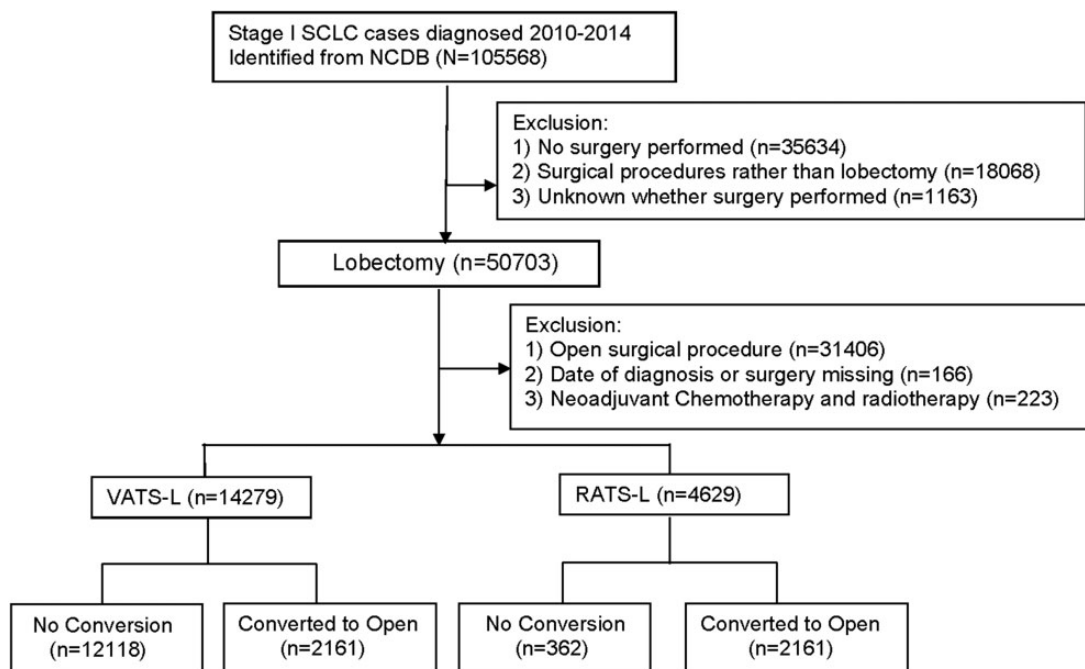 Stage I SCLC cases diagnosed 2010-2014
Identified from NCDB (N=105568)
Exclusion:
1) No surgery performed (n=35634)
2) Surgical procedures rather than lobectomy (n=18068)
3) Unknown whether surgery performed (n=1163)
Lobectomy (n=50703)
Exclusion:
1) Open surgical procedure (n=31406)
2) Date of diagnosis or surgery missing (n=166)
3) Neoadjuvant Chemotherapy and radiotherapy (n=223)
VATS-L (n=14279)
RATS-L (n=4629)
No Conversion
(n=12118)
Converted to Open
(n=2161)
No Conversion
(n=362)
Converted to Open
(n=2161)